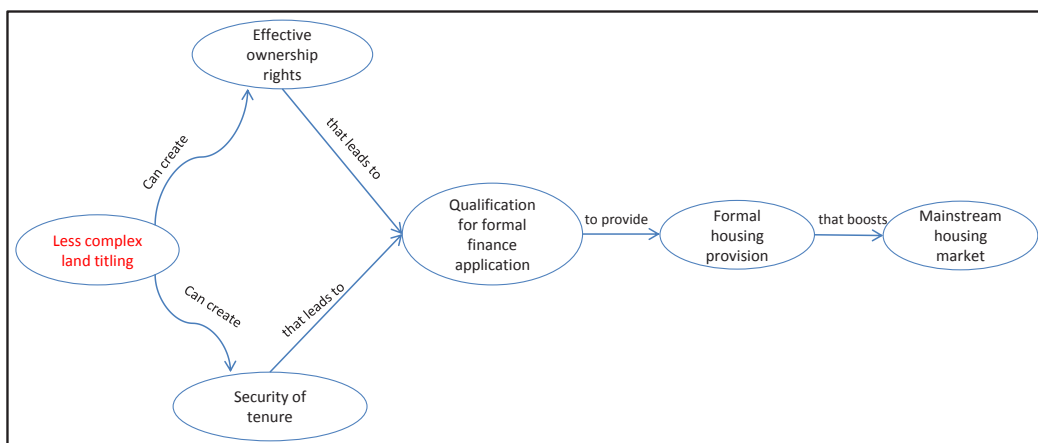 Effective
ownership
rights
Can create
that leads to
Less complex
land titling
Qualification
for formal
finance
application
to provide
Formal
housing
provision
that boosts
Mainstream
housing
market
Can create
that leads to
Security of
tenure